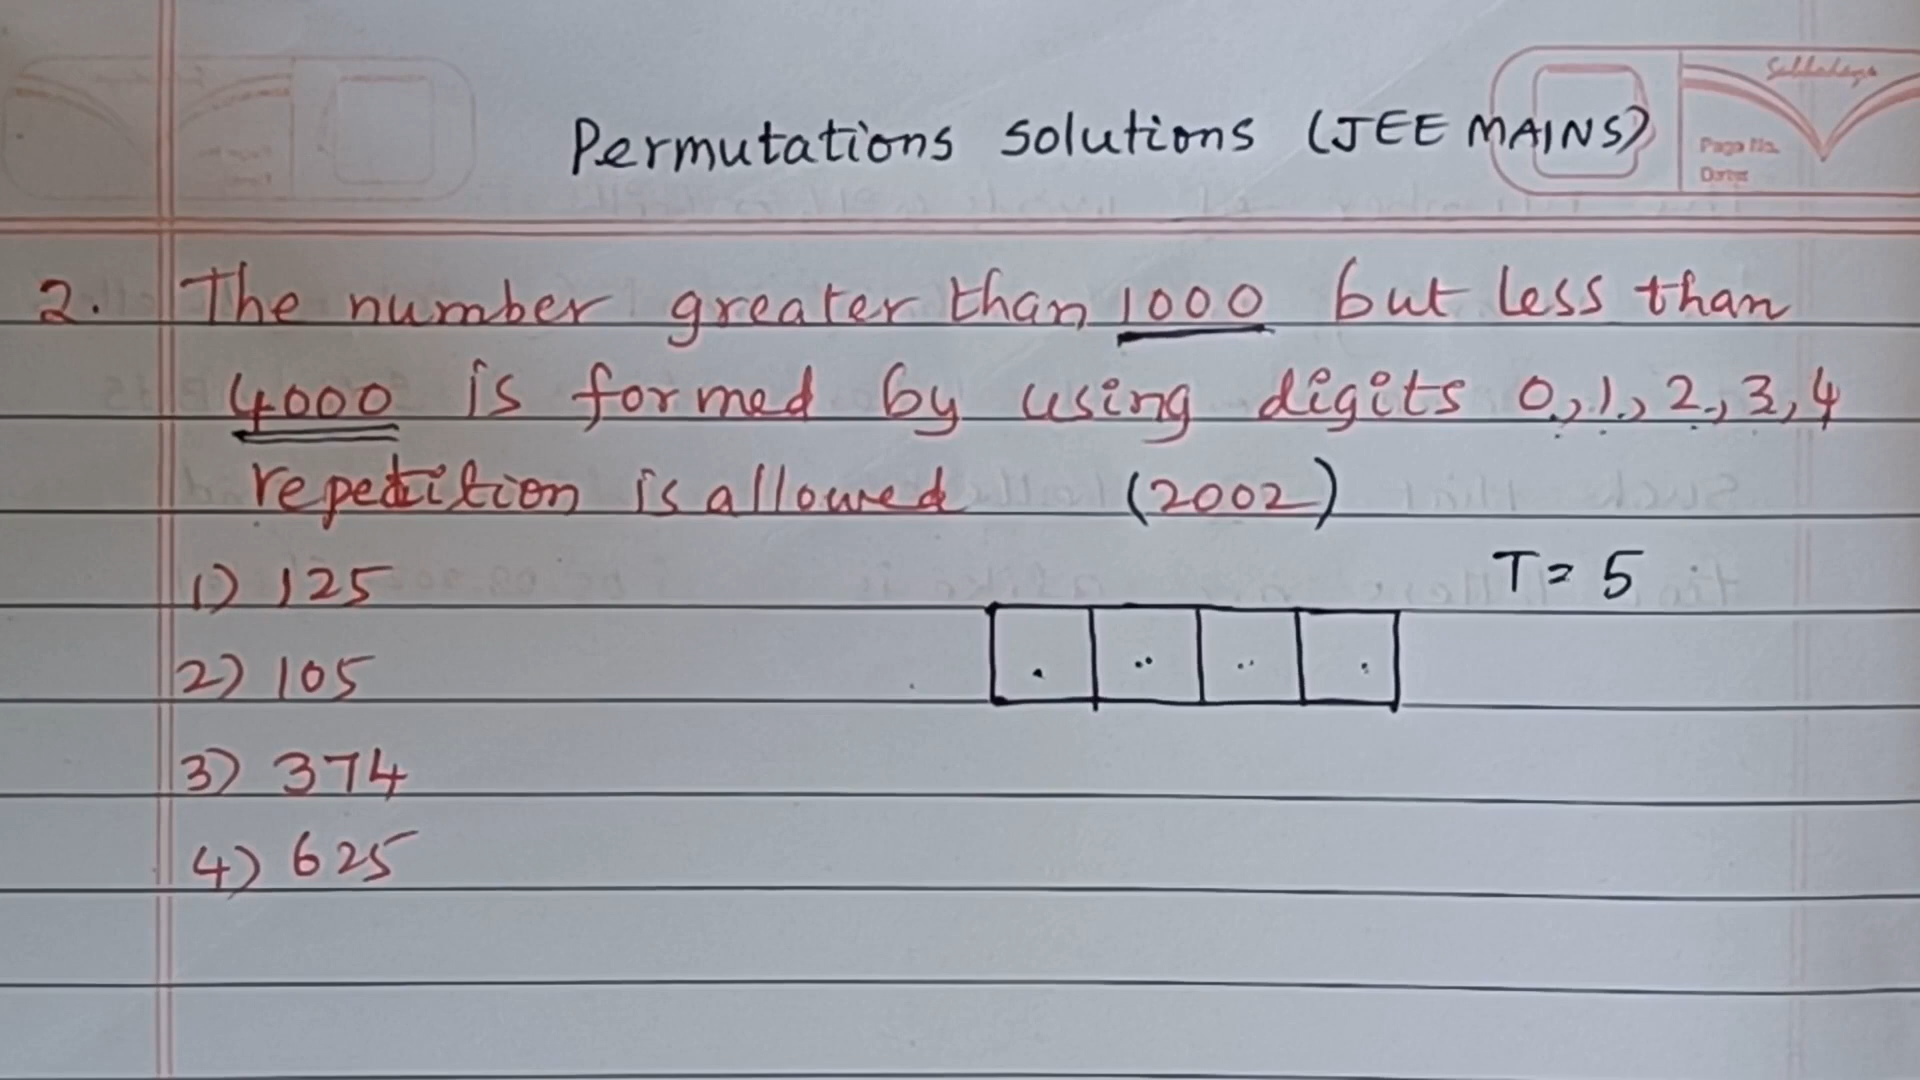 Permutations solutions (JEE MAINS)
Page No.
2. The number greater than 1000 but less than
4000 is formed by using digits 0, 1, 2, 3, 4
repetition is allowed (2002)
1) 125
T = 5
2) 105
3) 374
4) 625